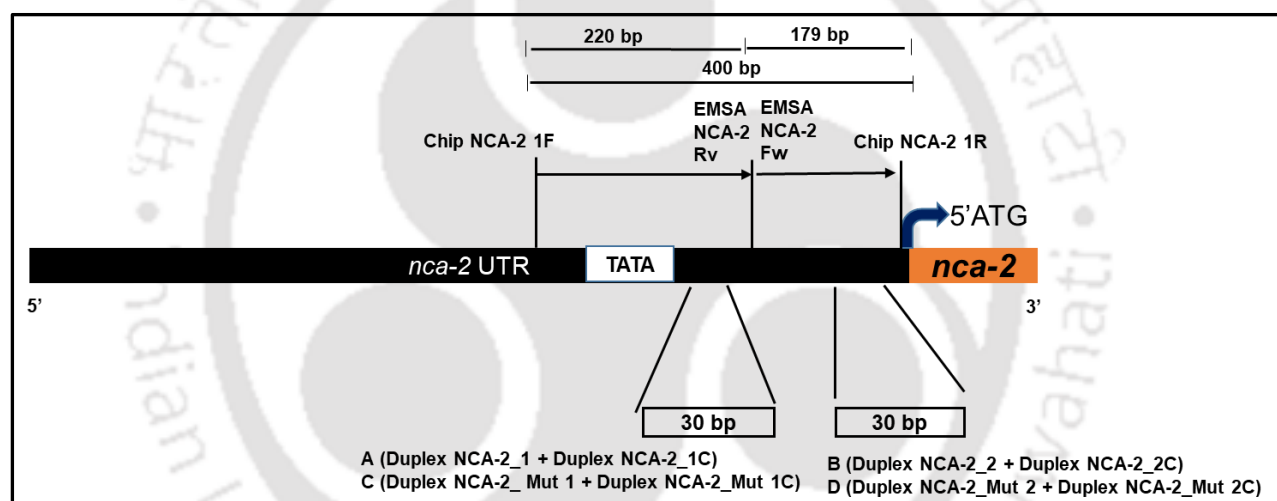 220 bp
179 bp
400 bp
EMSA
NCA-2
Rv
EMSA
NCA-2
Fw
Chip NCA-2 1F
Chip NCA-2 1R
5'ATG
nca-2 UTR
TATA
nca-2
5'
3'
30 bp
30 bp
A (Duplex NCA-2_1 + Duplex NCA-2_1C)
C (Duplex NCA-2_ Mut 1 + Duplex NCA-2_Mut 1C)
B (Duplex NCA-2_2 + Duplex NCA-2_2C)
D (Duplex NCA-2_Mut 2 + Duplex NCA-2_Mut 2C)